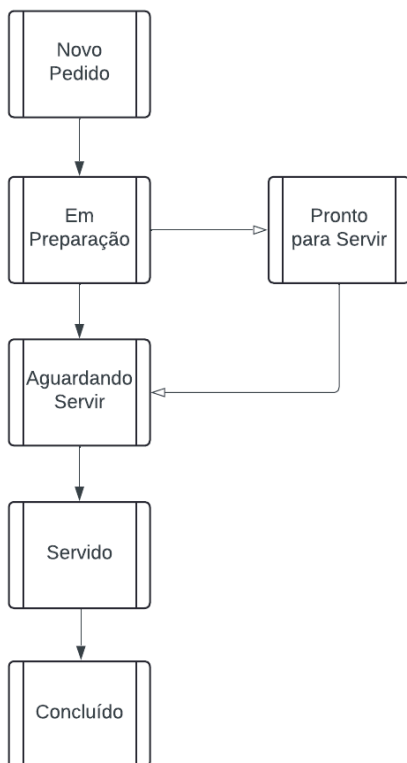 Novo
Pedido
Em
Preparação
Pronto
para Servir
Aguardando
Servir
Servido
Concluído